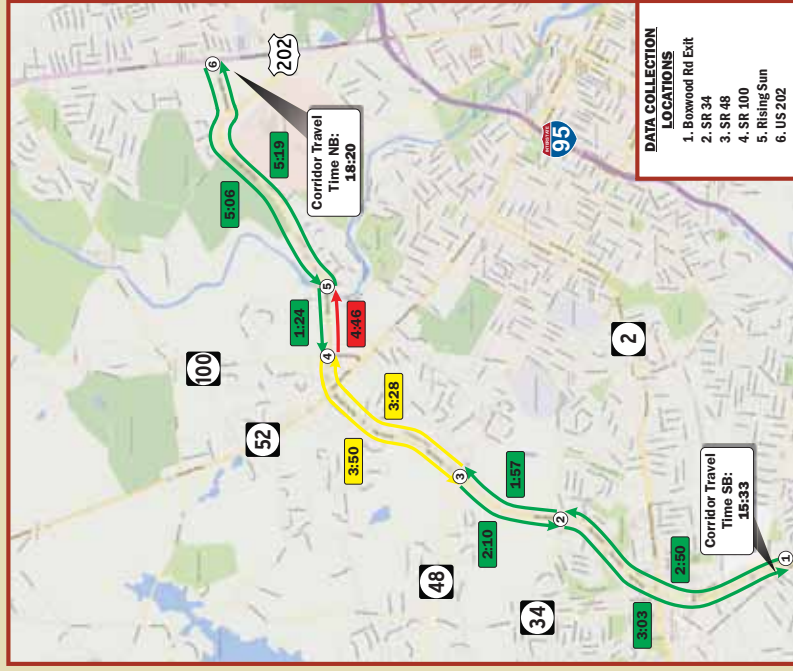 6
202
Corridor Travel
Time NB:
18:20
5:19
5:06
5
1:24
4:46
4
100
52
3:50
3:28
3
2:10
1:57
2
48
34
3:03
2:50
1
Corridor Travel
Time SB:
15:33
2
INTERSTATE
95
DATA COLLECTION
LOCATIONS
1. Boxwood Rd Exit
2. SR 34
3. SR 48
4. SR 100
5. Rising Sun
6. US 202